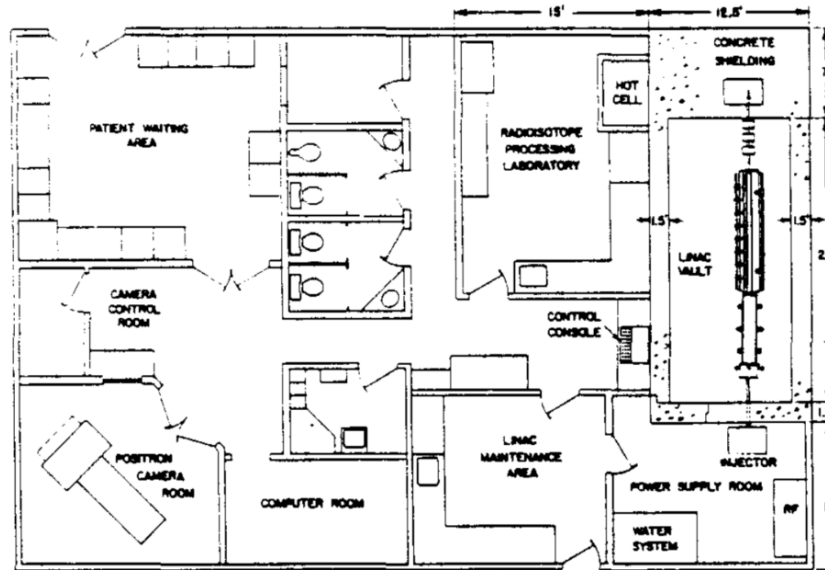 15'
12.5'
CONCRETE
SHIELDING
HOT
CELL
PATIENT WAITING
AREA
RADIOISOTOPE
PROCESSING
LABORATORY
1.5'
1.5'
LINAC
VAULT
CAMERA
CONTROL
ROOM
CONTROL
CONSOLE
POSITRON
CAMERA
ROOM
COMPUTER ROOM
LINAC
MAINTENANCE
AREA
INJECTOR
POWER SUPPLY ROOM
RF
WATER
SYSTEM